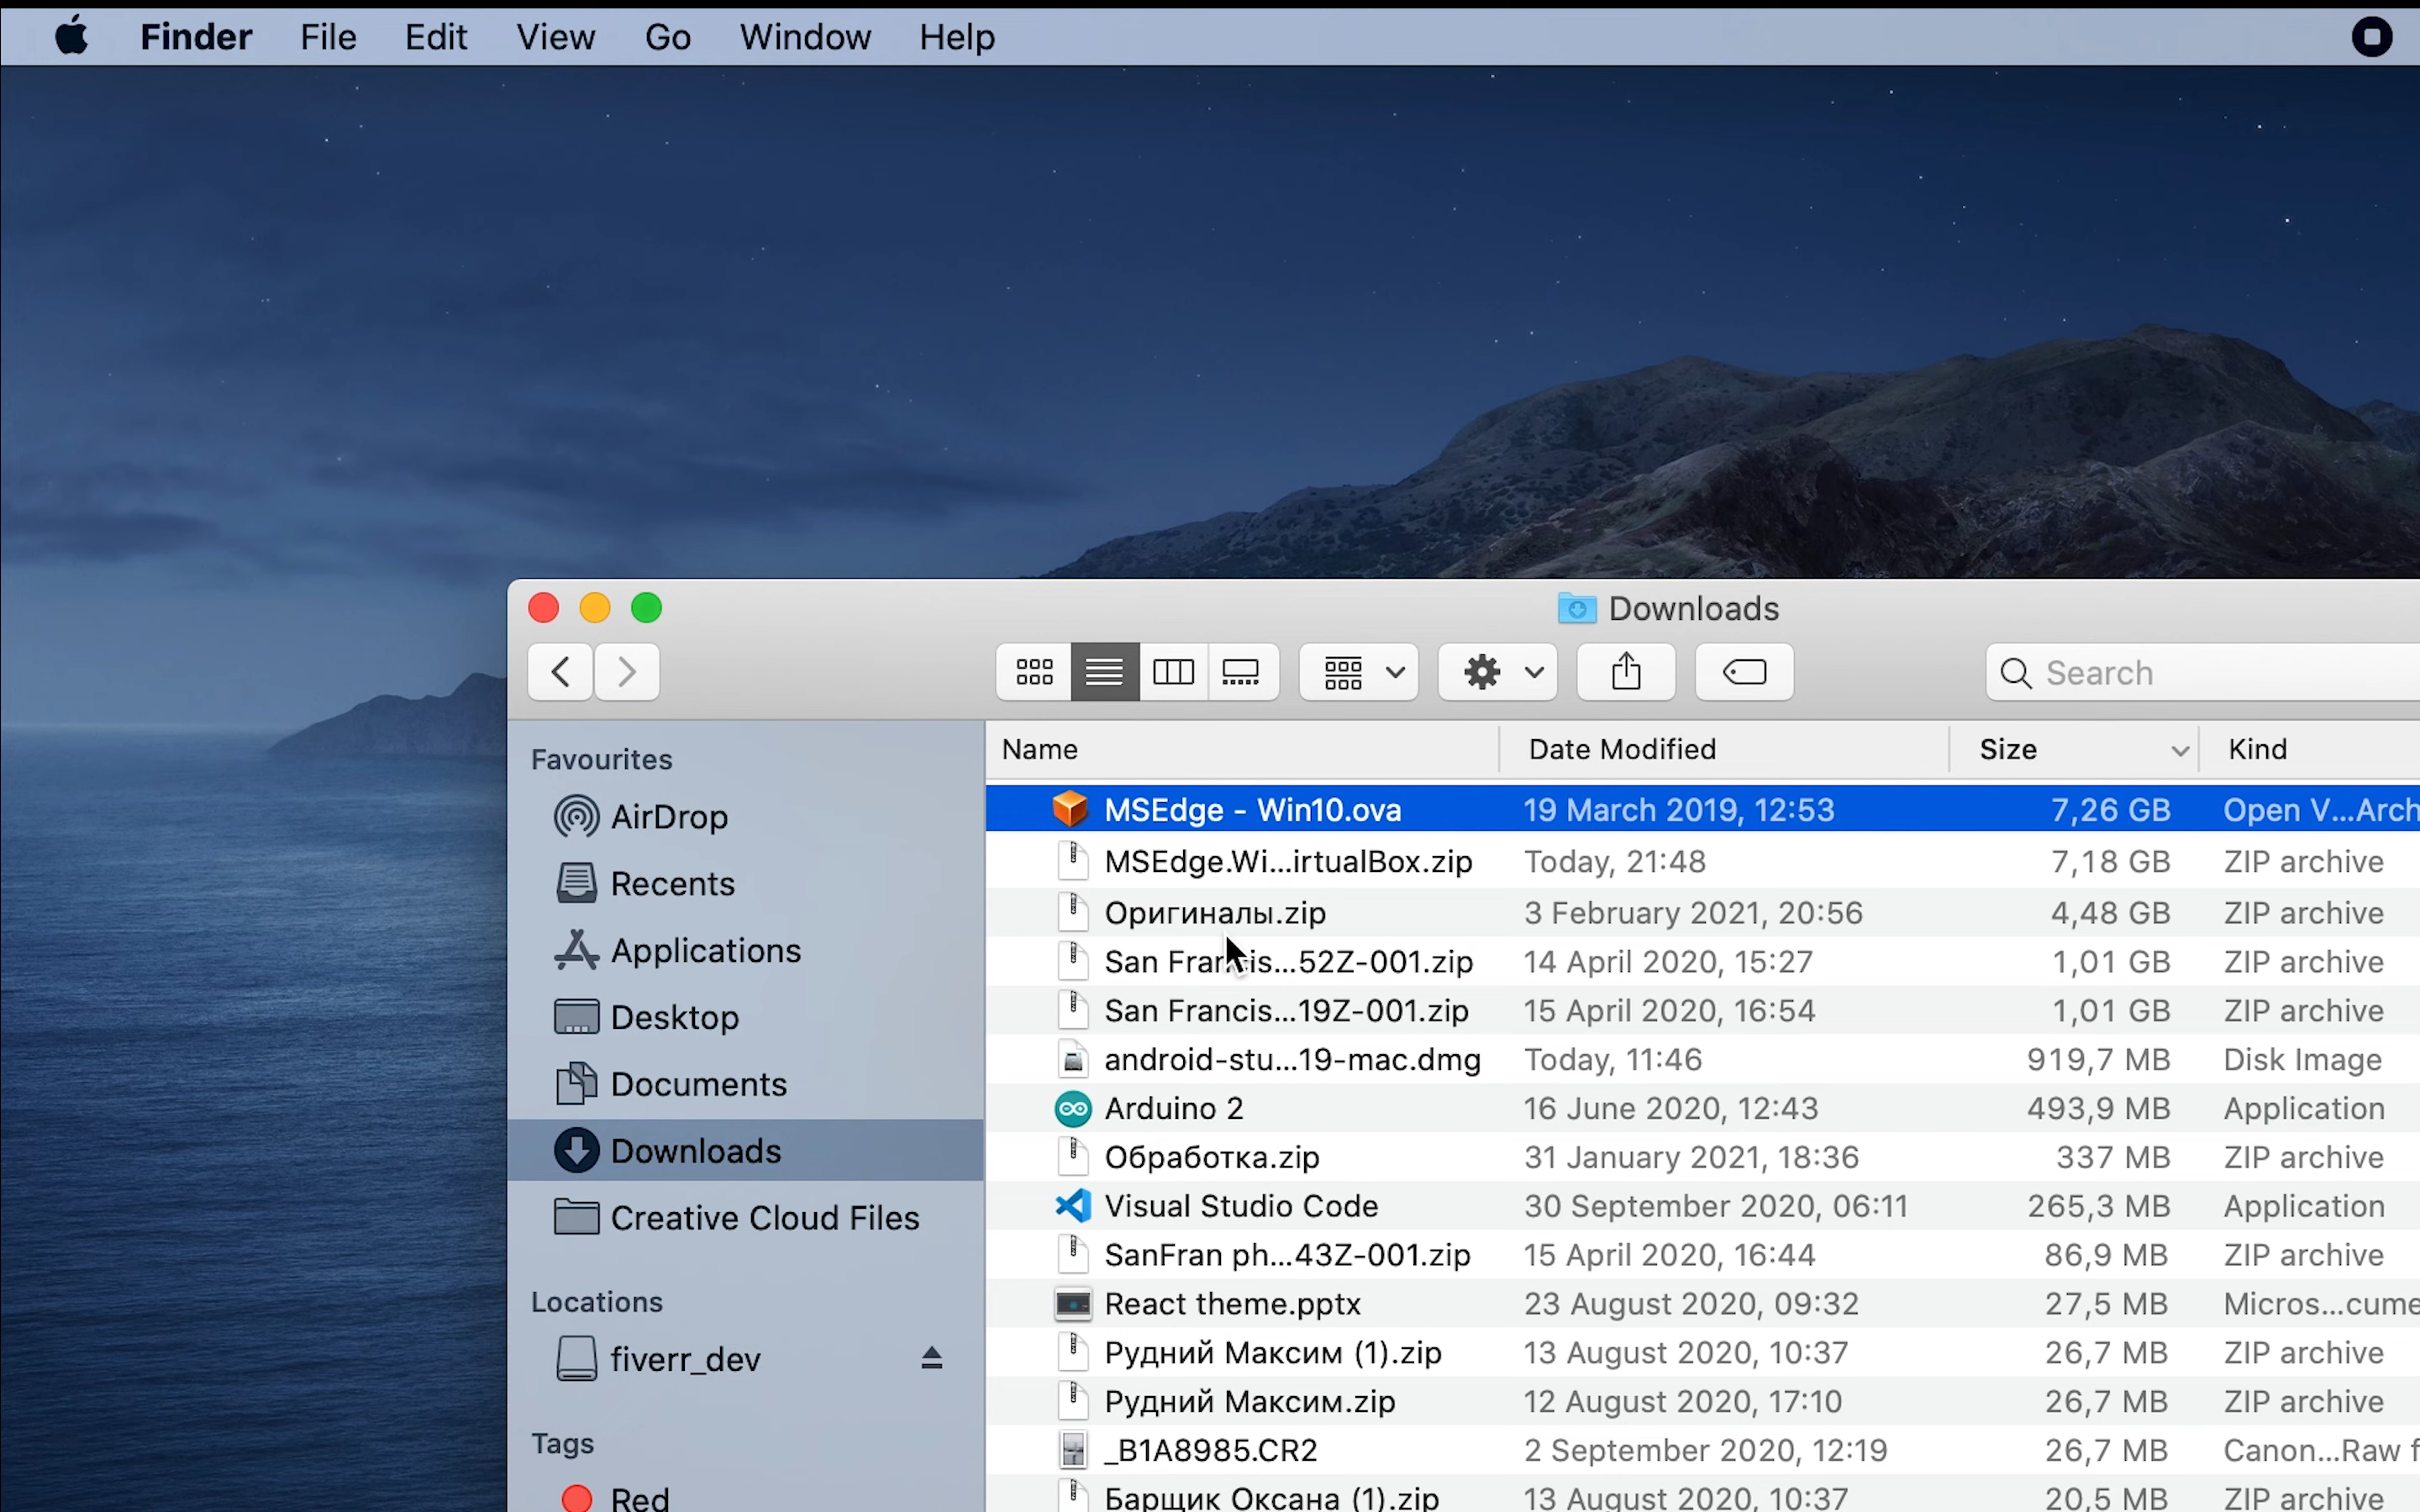 Finder File Edit View Go Window Help
Downloads
Search
Favourites
AirDrop
Recents
Applications
Desktop
Documents
Downloads
Creative Cloud Files
Locations
fiverr_dev
Tags
Red
Name Date Modified Size Kind
MSEdge - Win10.ova 19 March 2019, 12:53 7,26 GB Open V...Arch
MSEdge.Wi...irtualBox.zip Today, 21:48 7,18 GB ZIP archive
Оригиналы.zip 3 February 2021, 20:56 4,48 GB ZIP archive
San Francis...52Z-001.zip 14 April 2020, 15:27 1,01 GB ZIP archive
San Francis...19Z-001.zip 15 April 2020, 16:54 1,01 GB ZIP archive
android-stu...19-mac.dmg Today, 11:46 919,7 MB Disk Image
Arduino 2 16 June 2020, 12:43 493,9 MB Application
Обработка.zip 31 January 2021, 18:36 337 MB ZIP archive
Visual Studio Code 30 September 2020, 06:11 265,3 MB Application
SanFran ph...43Z-001.zip 15 April 2020, 16:44 86,9 MB ZIP archive
React theme.pptx 23 August 2020, 09:32 27,5 MB Micros...cume
Рудний Максим (1).zip 13 August 2020, 10:37 26,7 MB ZIP archive
Рудний Максим.zip 12 August 2020, 17:10 26,7 MB ZIP archive
_B1A8985.CR2 2 September 2020, 12:19 26,7 MB Canon...Raw f
Барщик Оксана (1).zip 13 August 2020, 10:37 20,5 MB ZIP archive